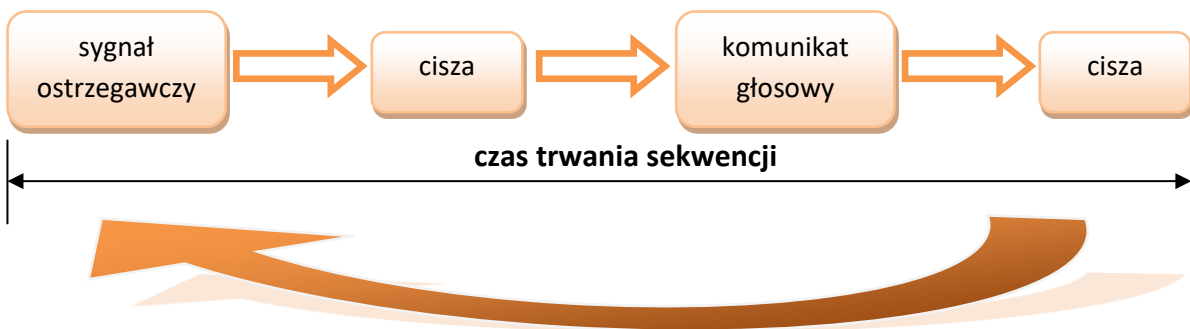 sygnał
ostrzegawczy
cisza
komunikat
głosowy
cisza
czas trwania sekwencji